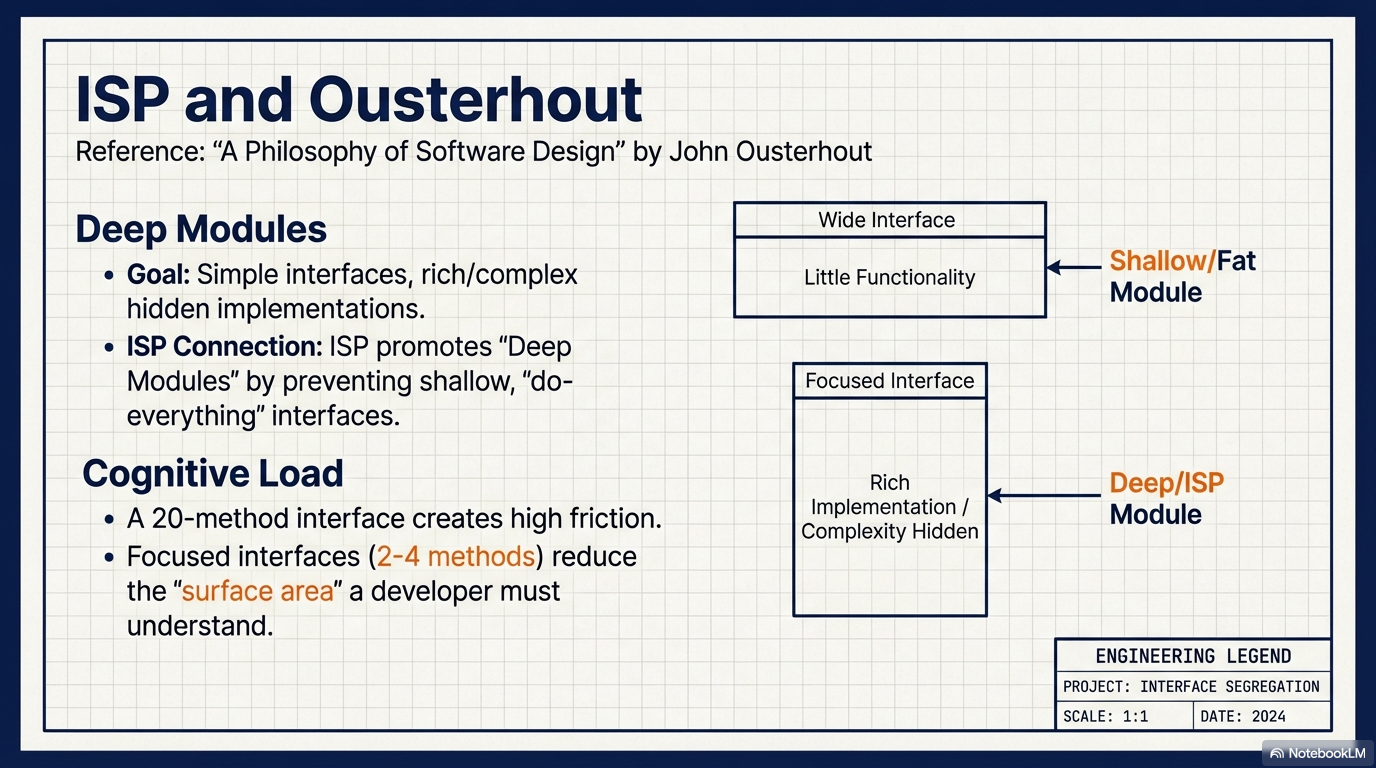 ISP and Ousterhout
Reference: “A Philosophy of Software Design” by John Ousterhout
Deep Modules
• Goal: Simple interfaces, rich/complex
hidden implementations.
• ISP Connection: ISP promotes “Deep
Modules” by preventing shallow, “do-
everything” interfaces.
Cognitive Load
• A 20-method interface creates high friction.
• Focused interfaces (2-4 methods) reduce
the “surface area” a developer must
understand.
Wide Interface
Little Functionality
Shallow/Fat
Module
Focused Interface
Rich
Implementation /
Complexity Hidden
Deep/ISP
Module
ENGINEERING LEGEND
PROJECT: INTERFACE SEGREGATION
SCALE: 1:1
DATE: 2024
NotebookLM